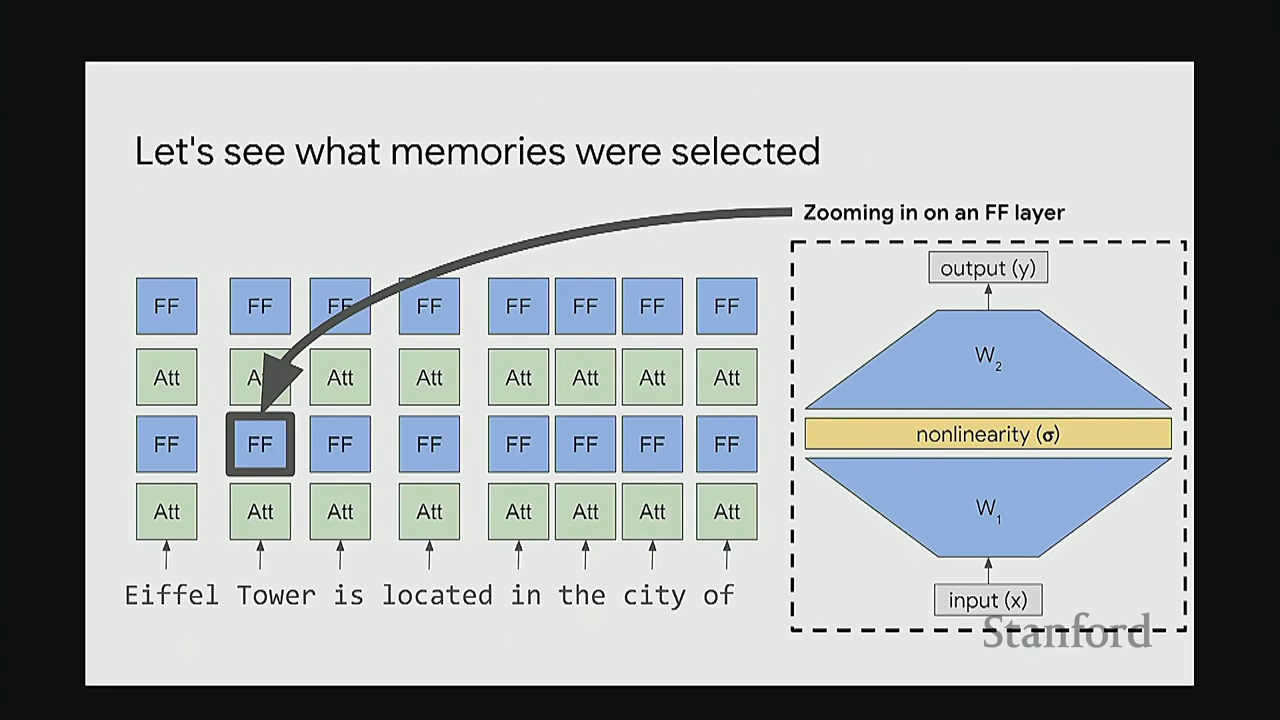 Let's see what memories were selected
Zooming in on an FF layer
FF FF FF FF FF FF FF FF
Att Att Att Att Att Att Att Att
FF FF FF FF FF FF FF FF
Att Att Att Att Att Att Att Att
Eiffel Tower is located in the city of
output (y)
W2
nonlinearity (σ)
W1
input (x)
Stanford